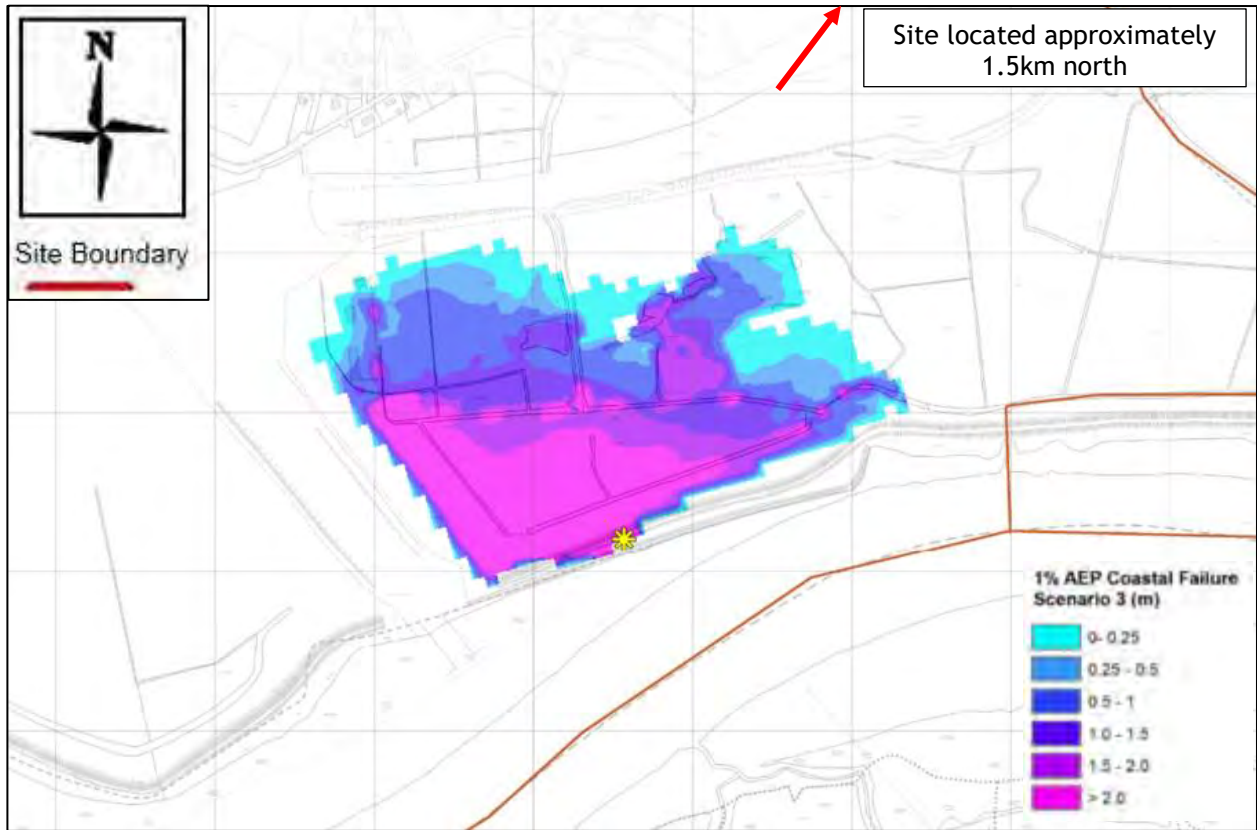 N
Site Boundary
Site located approximately
1.5km north
1% AEP Coastal Failure
Scenario 3 (m)
0- 0.25
0.25 - 0.5
0.5 - 1
1.0 - 1.5
1.5 - 2.0
> 2.0